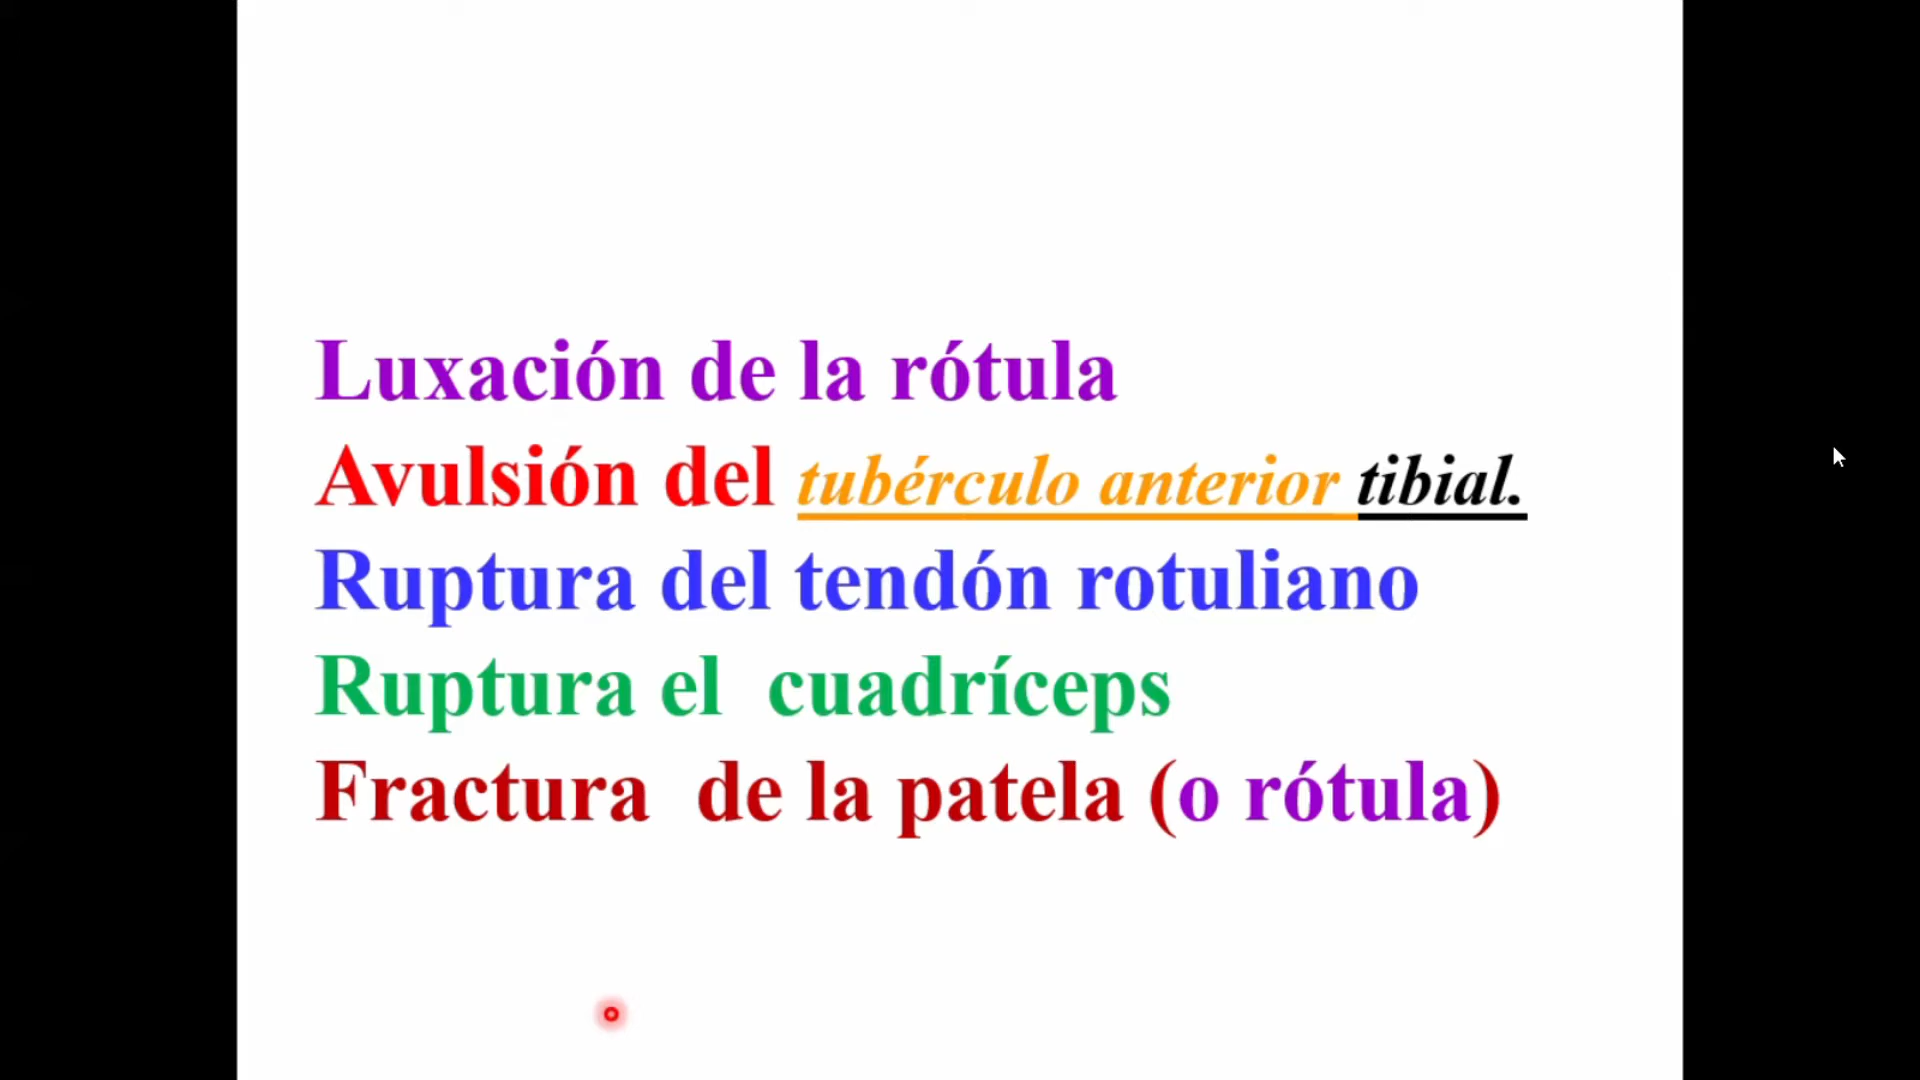 Luxación de la rótula
Avulsión del tubérculo anterior tibial.
Ruptura del tendón rotuliano
Ruptura el  cuadríceps
Fractura  de la patela (o rótula)